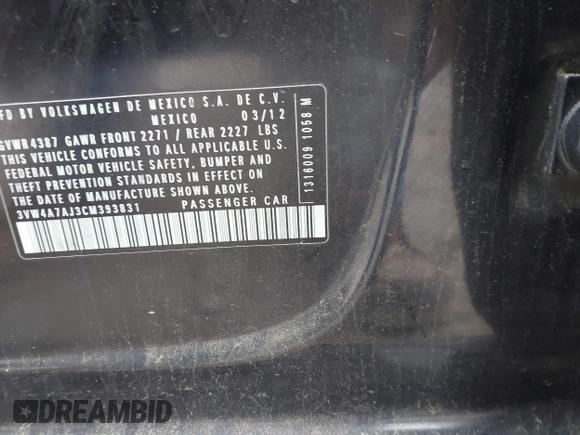 MFD BY VOLKSWAGEN DE MEXICO S.A. DE C.V.
MEXICO 03/12
GVWR4387 GAWR FRONT 2271 / REAR 2227 LBS
THIS VEHICLE CONFORMS TO ALL APPLICABLE U.S.
FEDERAL MOTOR VEHICLE SAFETY, BUMPER AND
THEFT PREVENTION STANDARDS IN EFFECT ON
THE DATE OF MANUFACTURE SHOWN ABOVE.
3VW4A7AJ3CM393831 PASSENGER CAR
1316009 1058 M
DREAMBID